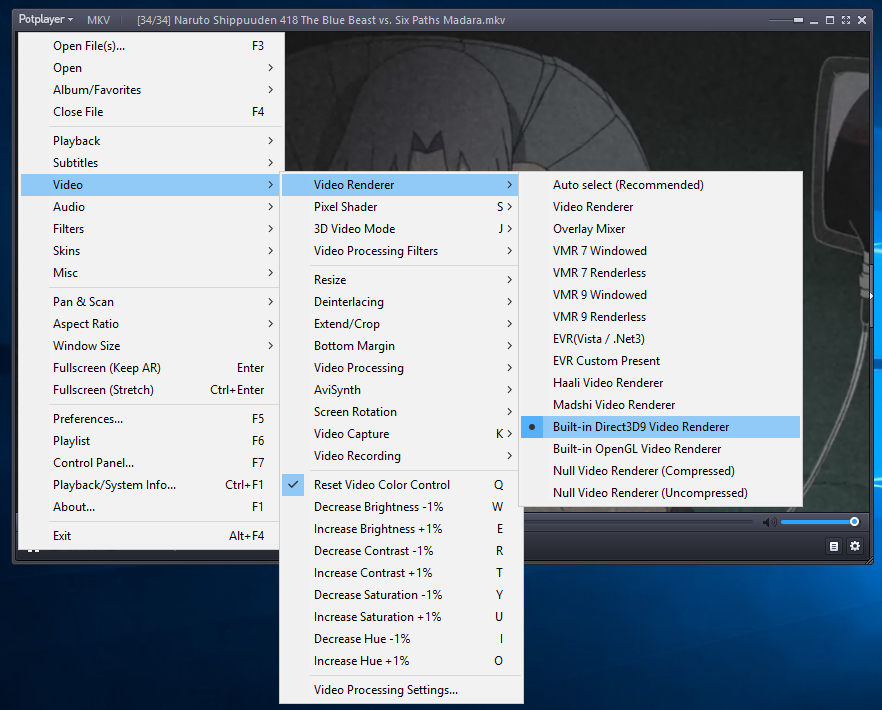 Potplayer MKV [34/34] Naruto Shippuuden 418 The Blue Beast vs. Six Paths Madara.mkv
Open File(s)... F3
Open
Album/Favorites
Close File F4
Playback
Subtitles
Video
Audio
Filters
Skins
Misc
Pan & Scan
Aspect Ratio
Window Size
Fullscreen (Keep AR) Enter
Fullscreen (Stretch) Ctrl+Enter
Preferences... F5
Playlist F6
Control Panel... F7
Playback/System Info... Ctrl+F1
About... F1
Exit Alt+F4
Video Renderer
Pixel Shader S
3D Video Mode J
Video Processing Filters
Resize
Deinterlacing
Extend/Crop
Bottom Margin
Video Processing
AviSynth
Screen Rotation
Video Capture K
Video Recording
Reset Video Color Control Q
Decrease Brightness -1% W
Increase Brightness +1% E
Decrease Contrast -1% R
Increase Contrast +1% T
Decrease Saturation -1% Y
Increase Saturation +1% U
Decrease Hue -1% I
Increase Hue +1% O
Video Processing Settings...
Auto select (Recommended)
Video Renderer
Overlay Mixer
VMR 7 Windowed
VMR 7 Renderless
VMR 9 Windowed
VMR 9 Renderless
EVR(Vista / .Net3)
EVR Custom Present
Haali Video Renderer
Madshi Video Renderer
Built-in Direct3D9 Video Renderer
Built-in OpenGL Video Renderer
Null Video Renderer (Compressed)
Null Video Renderer (Uncompressed)